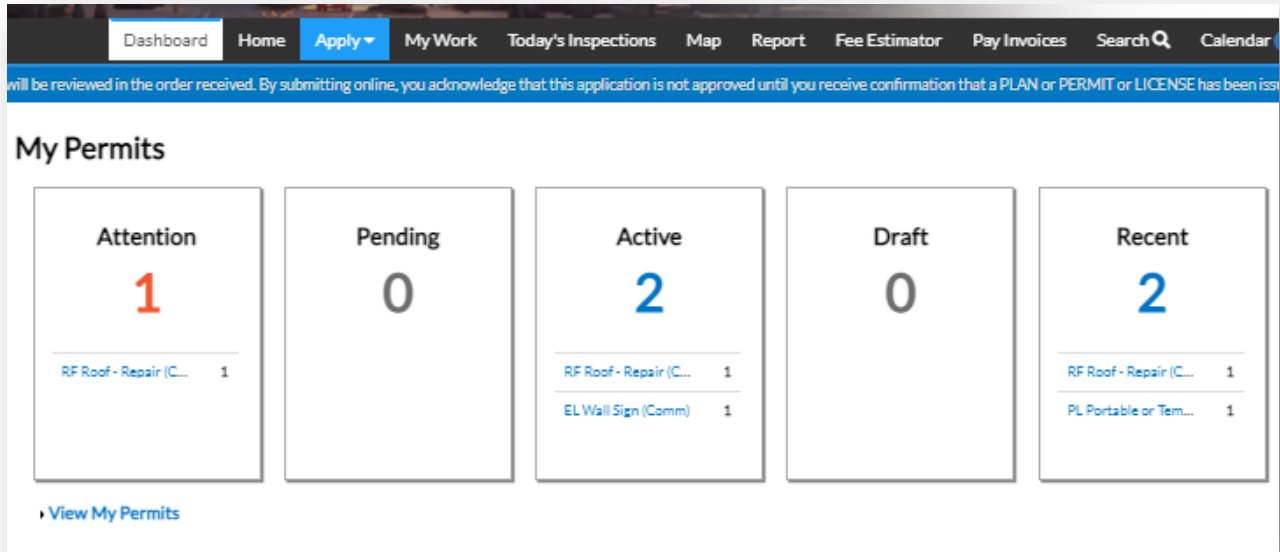 Dashboard Home Apply My Work Today's Inspections Map Report Fee Estimator Pay Invoices Search Calendar
will be reviewed in the order received. By submitting online, you acknowledge that this application is not approved until you receive confirmation that a PLAN or PERMIT or LICENSE has been issu
My Permits
Attention Pending Active Draft Recent
1 0 2 0 2
RF Roof - Repair (C... 1 RF Roof - Repair (C... 1 RF Roof - Repair (C... 1
EL Wall Sign (Comm) 1 PL Portable or Tem... 1
View My Permits